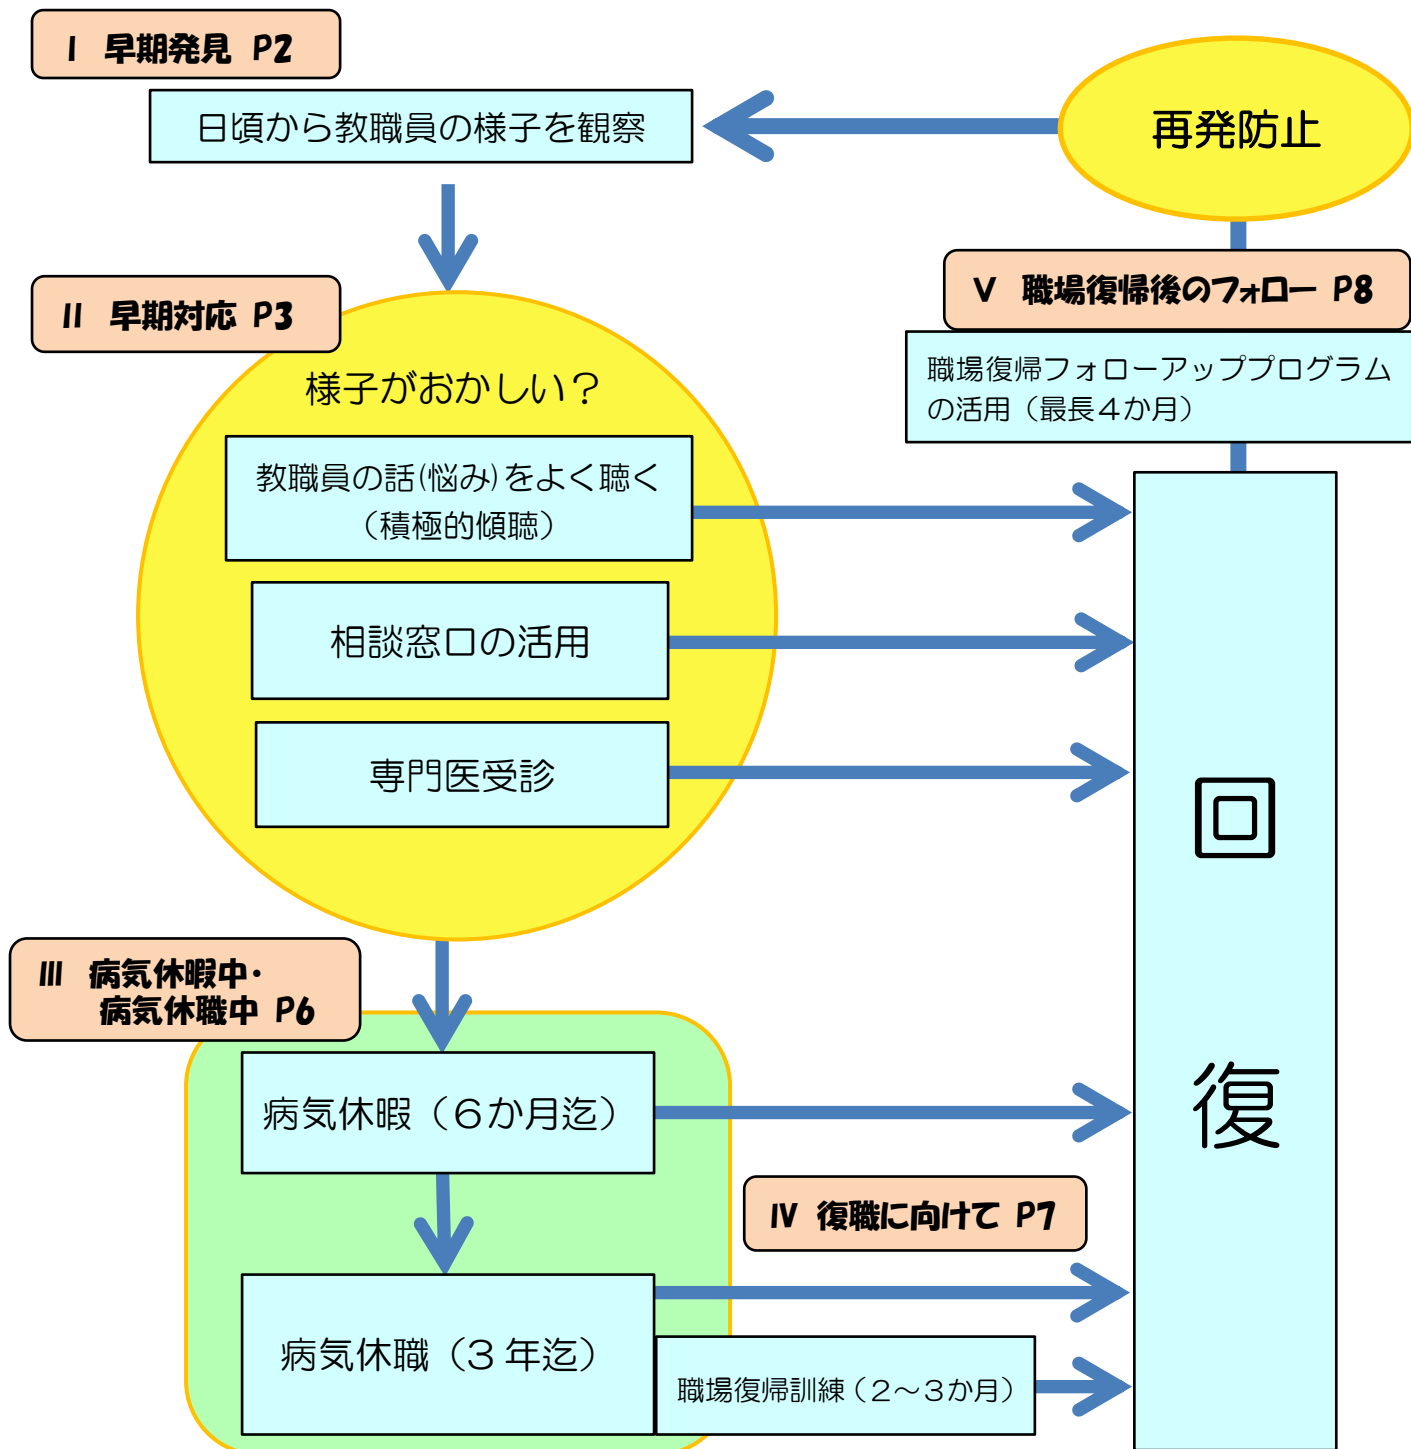 Ⅰ 早期発見 P2
日頃から教職員の様子を観察
再発防止
Ⅱ 早期対応 P3
様子がおかしい？
教職員の話(悩み)をよく聴く
（積極的傾聴）
相談窓口の活用
専門医受診
Ⅲ 病気休暇中・
病気休職中 P6
病気休暇（６か月迄）
病気休職（３年迄）
Ⅳ 復職に向けて P7
職場復帰訓練（２～３か月）
Ⅴ 職場復帰後のフォロー P8
職場復帰フォローアッププログラム
の活用（最長４か月）
回
復